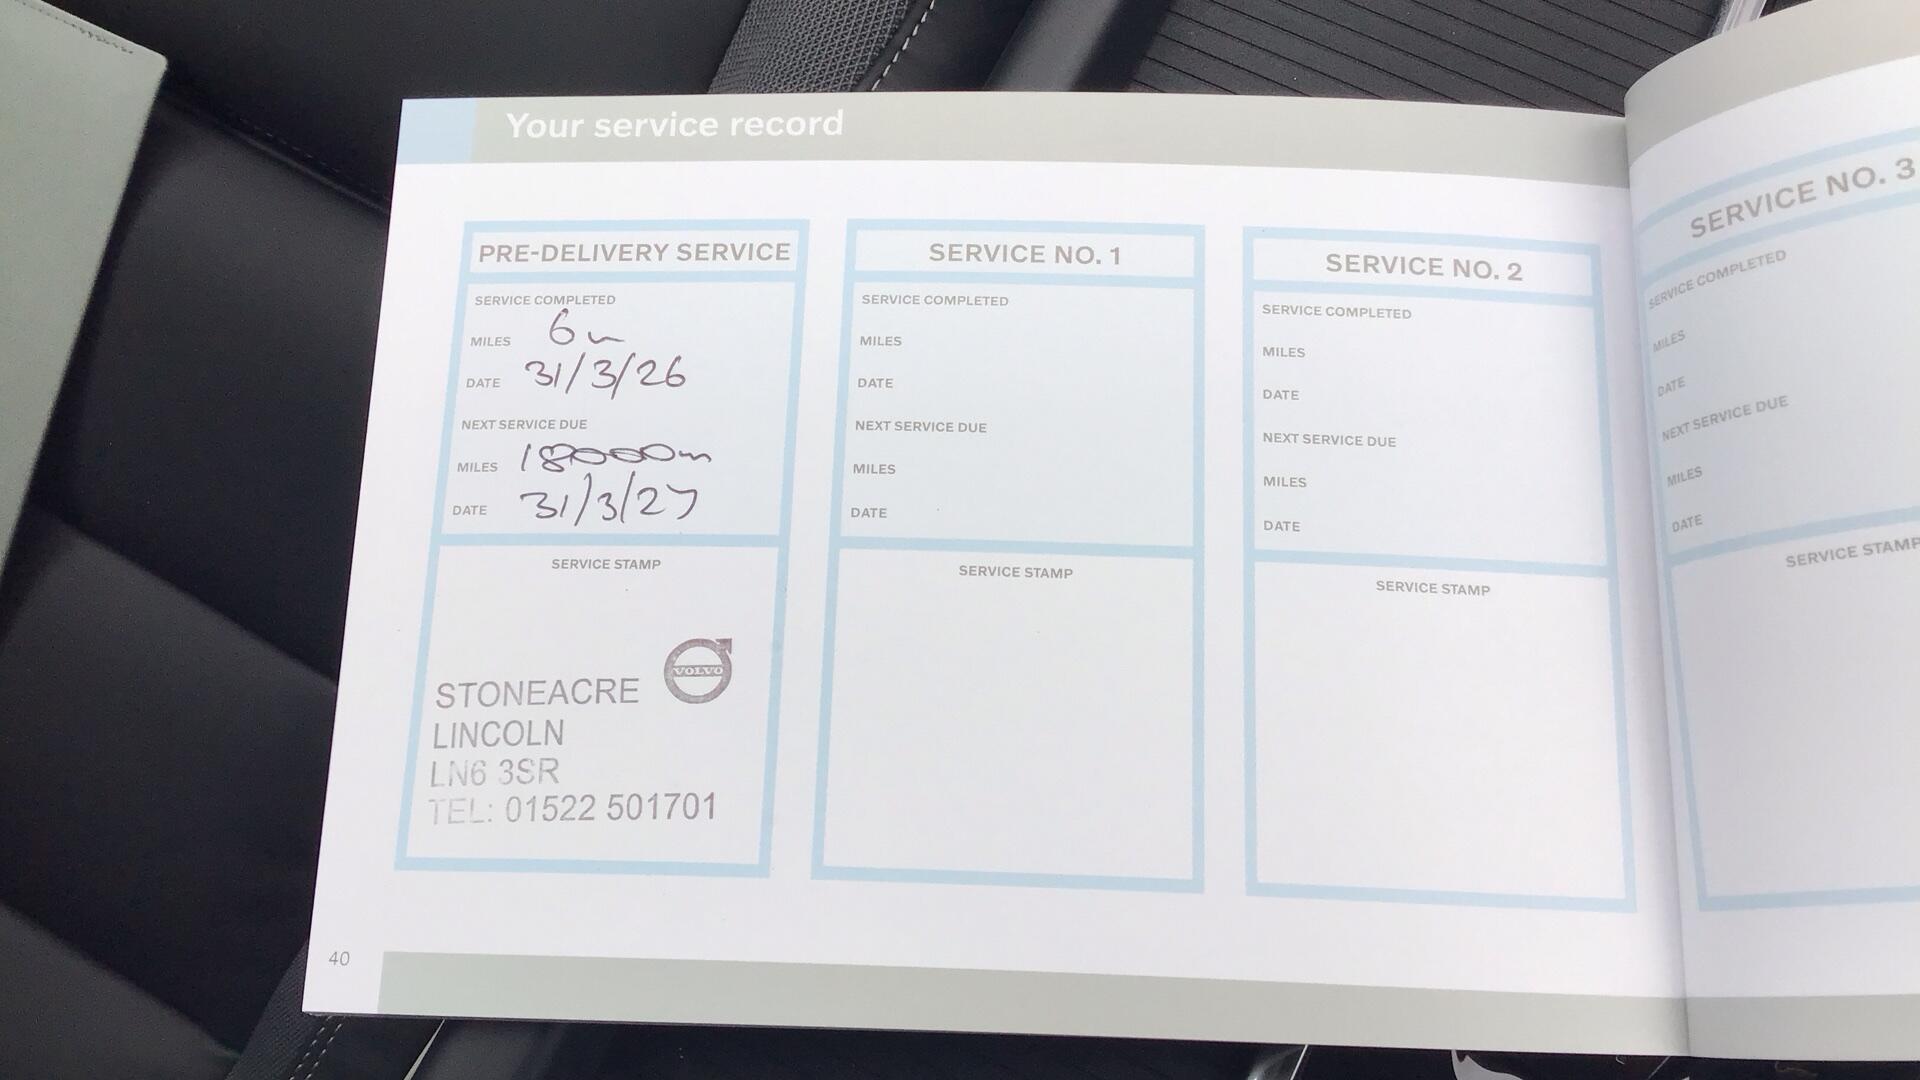 Your service record
PRE-DELIVERY SERVICE
SERVICE COMPLETED
MILES 6m
DATE 31/3/26
NEXT SERVICE DUE
MILES 18000m
DATE 31/3/27
SERVICE STAMP
VOLVO
STONEACRE
LINCOLN
LN6 3SR
TEL: 01522 501701
SERVICE NO. 1
SERVICE COMPLETED
MILES
DATE
NEXT SERVICE DUE
MILES
DATE
SERVICE STAMP
SERVICE NO. 2
SERVICE COMPLETED
MILES
DATE
NEXT SERVICE DUE
MILES
DATE
SERVICE STAMP
40
SERVICE NO. 3
SERVICE COMPLETED
MILES
DATE
NEXT SERVICE DUE
MILES
DATE
SERVICE STAMP